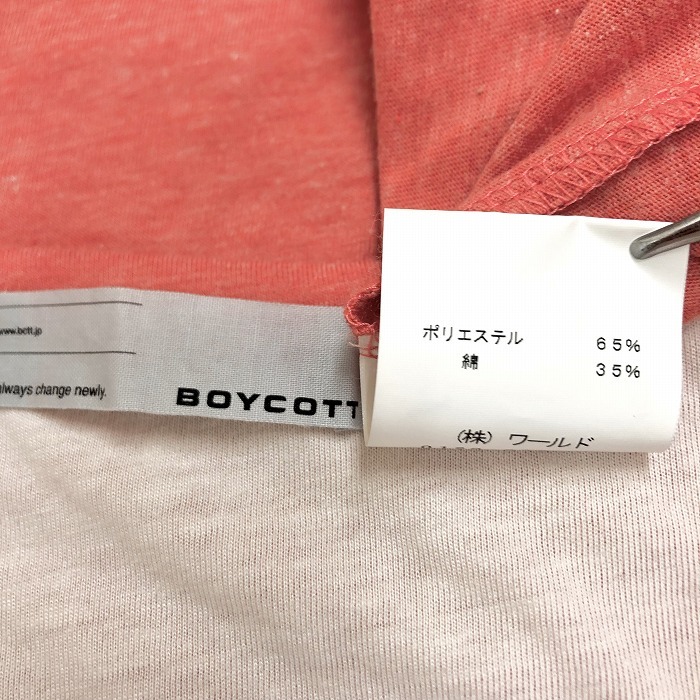 www.bctt.jp
always change newly.
BOYCOTT
ポリエステル 65%
綿 35%
(株) ワールド